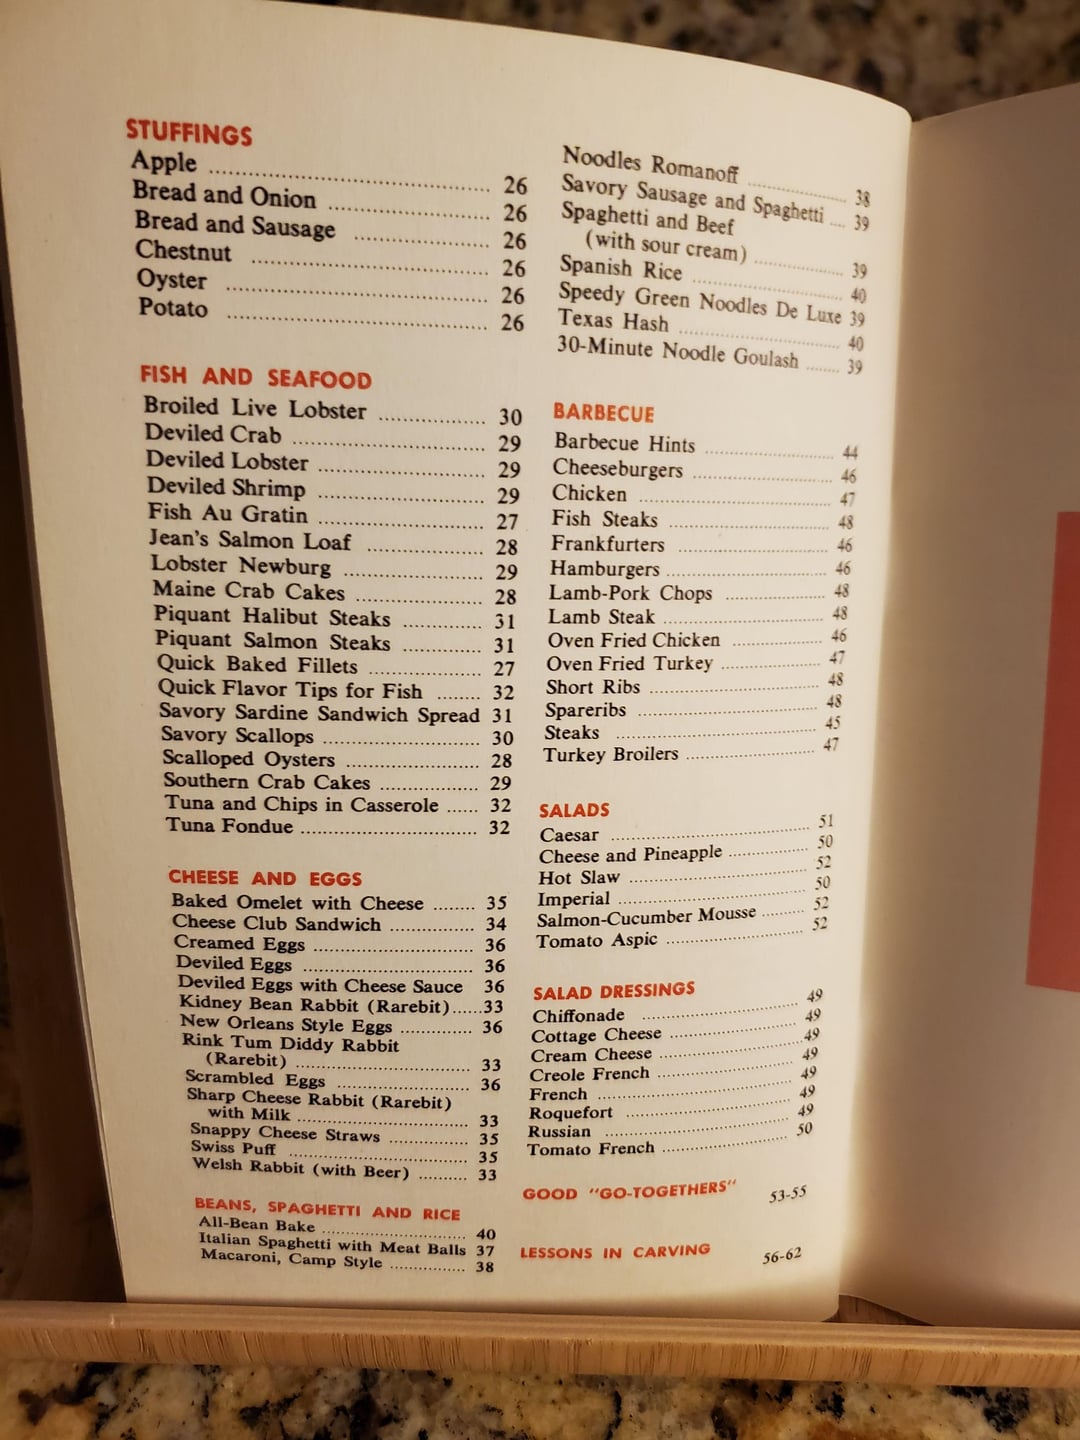 STUFFINGS
Apple ........ 26
Bread and Onion ........ 26
Bread and Sausage ........ 26
Chestnut ........ 26
Oyster ........ 26
Potato ........ 26
FISH AND SEAFOOD
Broiled Live Lobster ........ 30
Deviled Crab ........ 29
Deviled Lobster ........ 29
Deviled Shrimp ........ 29
Fish Au Gratin ........ 27
Jean's Salmon Loaf ........ 28
Lobster Newburg ........ 29
Maine Crab Cakes ........ 28
Piquant Halibut Steaks ........ 31
Piquant Salmon Steaks ........ 31
Quick Baked Fillets ........ 27
Quick Flavor Tips for Fish ........ 32
Savory Sardine Sandwich Spread 31
Savory Scallops ........ 30
Scalloped Oysters ........ 28
Southern Crab Cakes ........ 29
Tuna and Chips in Casserole ...... 32
Tuna Fondue ........ 32
CHEESE AND EGGS
Baked Omelet with Cheese ........ 35
Cheese Club Sandwich ........ 34
Creamed Eggs ........ 36
Deviled Eggs ........ 36
Deviled Eggs with Cheese Sauce 36
Kidney Bean Rabbit (Rarebit)......33
New Orleans Style Eggs ........ 36
Rink Tum Diddy Rabbit
(Rarebit) ........ 33
Scrambled Eggs ........ 36
Sharp Cheese Rabbit (Rarebit)
with Milk ........ 33
Snappy Cheese Straws ........ 35
Swiss Puff ........ 35
Welsh Rabbit (with Beer) ........ 33
BEANS, SPAGHETTI AND RICE
All-Bean Bake ........ 40
Italian Spaghetti with Meat Balls 37
Macaroni, Camp Style ........ 38
Noodles Romanoff ........ 38
Savory Sausage and Spaghetti .... 39
Spaghetti and Beef
(with sour cream) ........ 39
Spanish Rice ........ 40
Speedy Green Noodles De Luxe 39
Texas Hash ........ 40
30-Minute Noodle Goulash ........ 39
BARBECUE
Barbecue Hints ........ 44
Cheeseburgers ........ 46
Chicken ........ 47
Fish Steaks ........ 48
Frankfurters ........ 46
Hamburgers ........ 46
Lamb-Pork Chops ........ 48
Lamb Steak ........ 48
Oven Fried Chicken ........ 46
Oven Fried Turkey ........ 47
Short Ribs ........ 48
Spareribs ........ 48
Steaks ........ 45
Turkey Broilers ........ 47
SALADS
Caesar ........ 51
Cheese and Pineapple ........ 50
Hot Slaw ........ 52
Imperial ........ 50
Salmon-Cucumber Mousse ........ 52
Tomato Aspic ........ 52
SALAD DRESSINGS
Chiffonade ........ 49
Cottage Cheese ........ 49
Cream Cheese ........ 49
Creole French ........ 49
French ........ 49
Roquefort ........ 49
Russian ........ 49
Tomato French ........ 50
GOOD "GO-TOGETHERS" 53-55
LESSONS IN CARVING 56-62